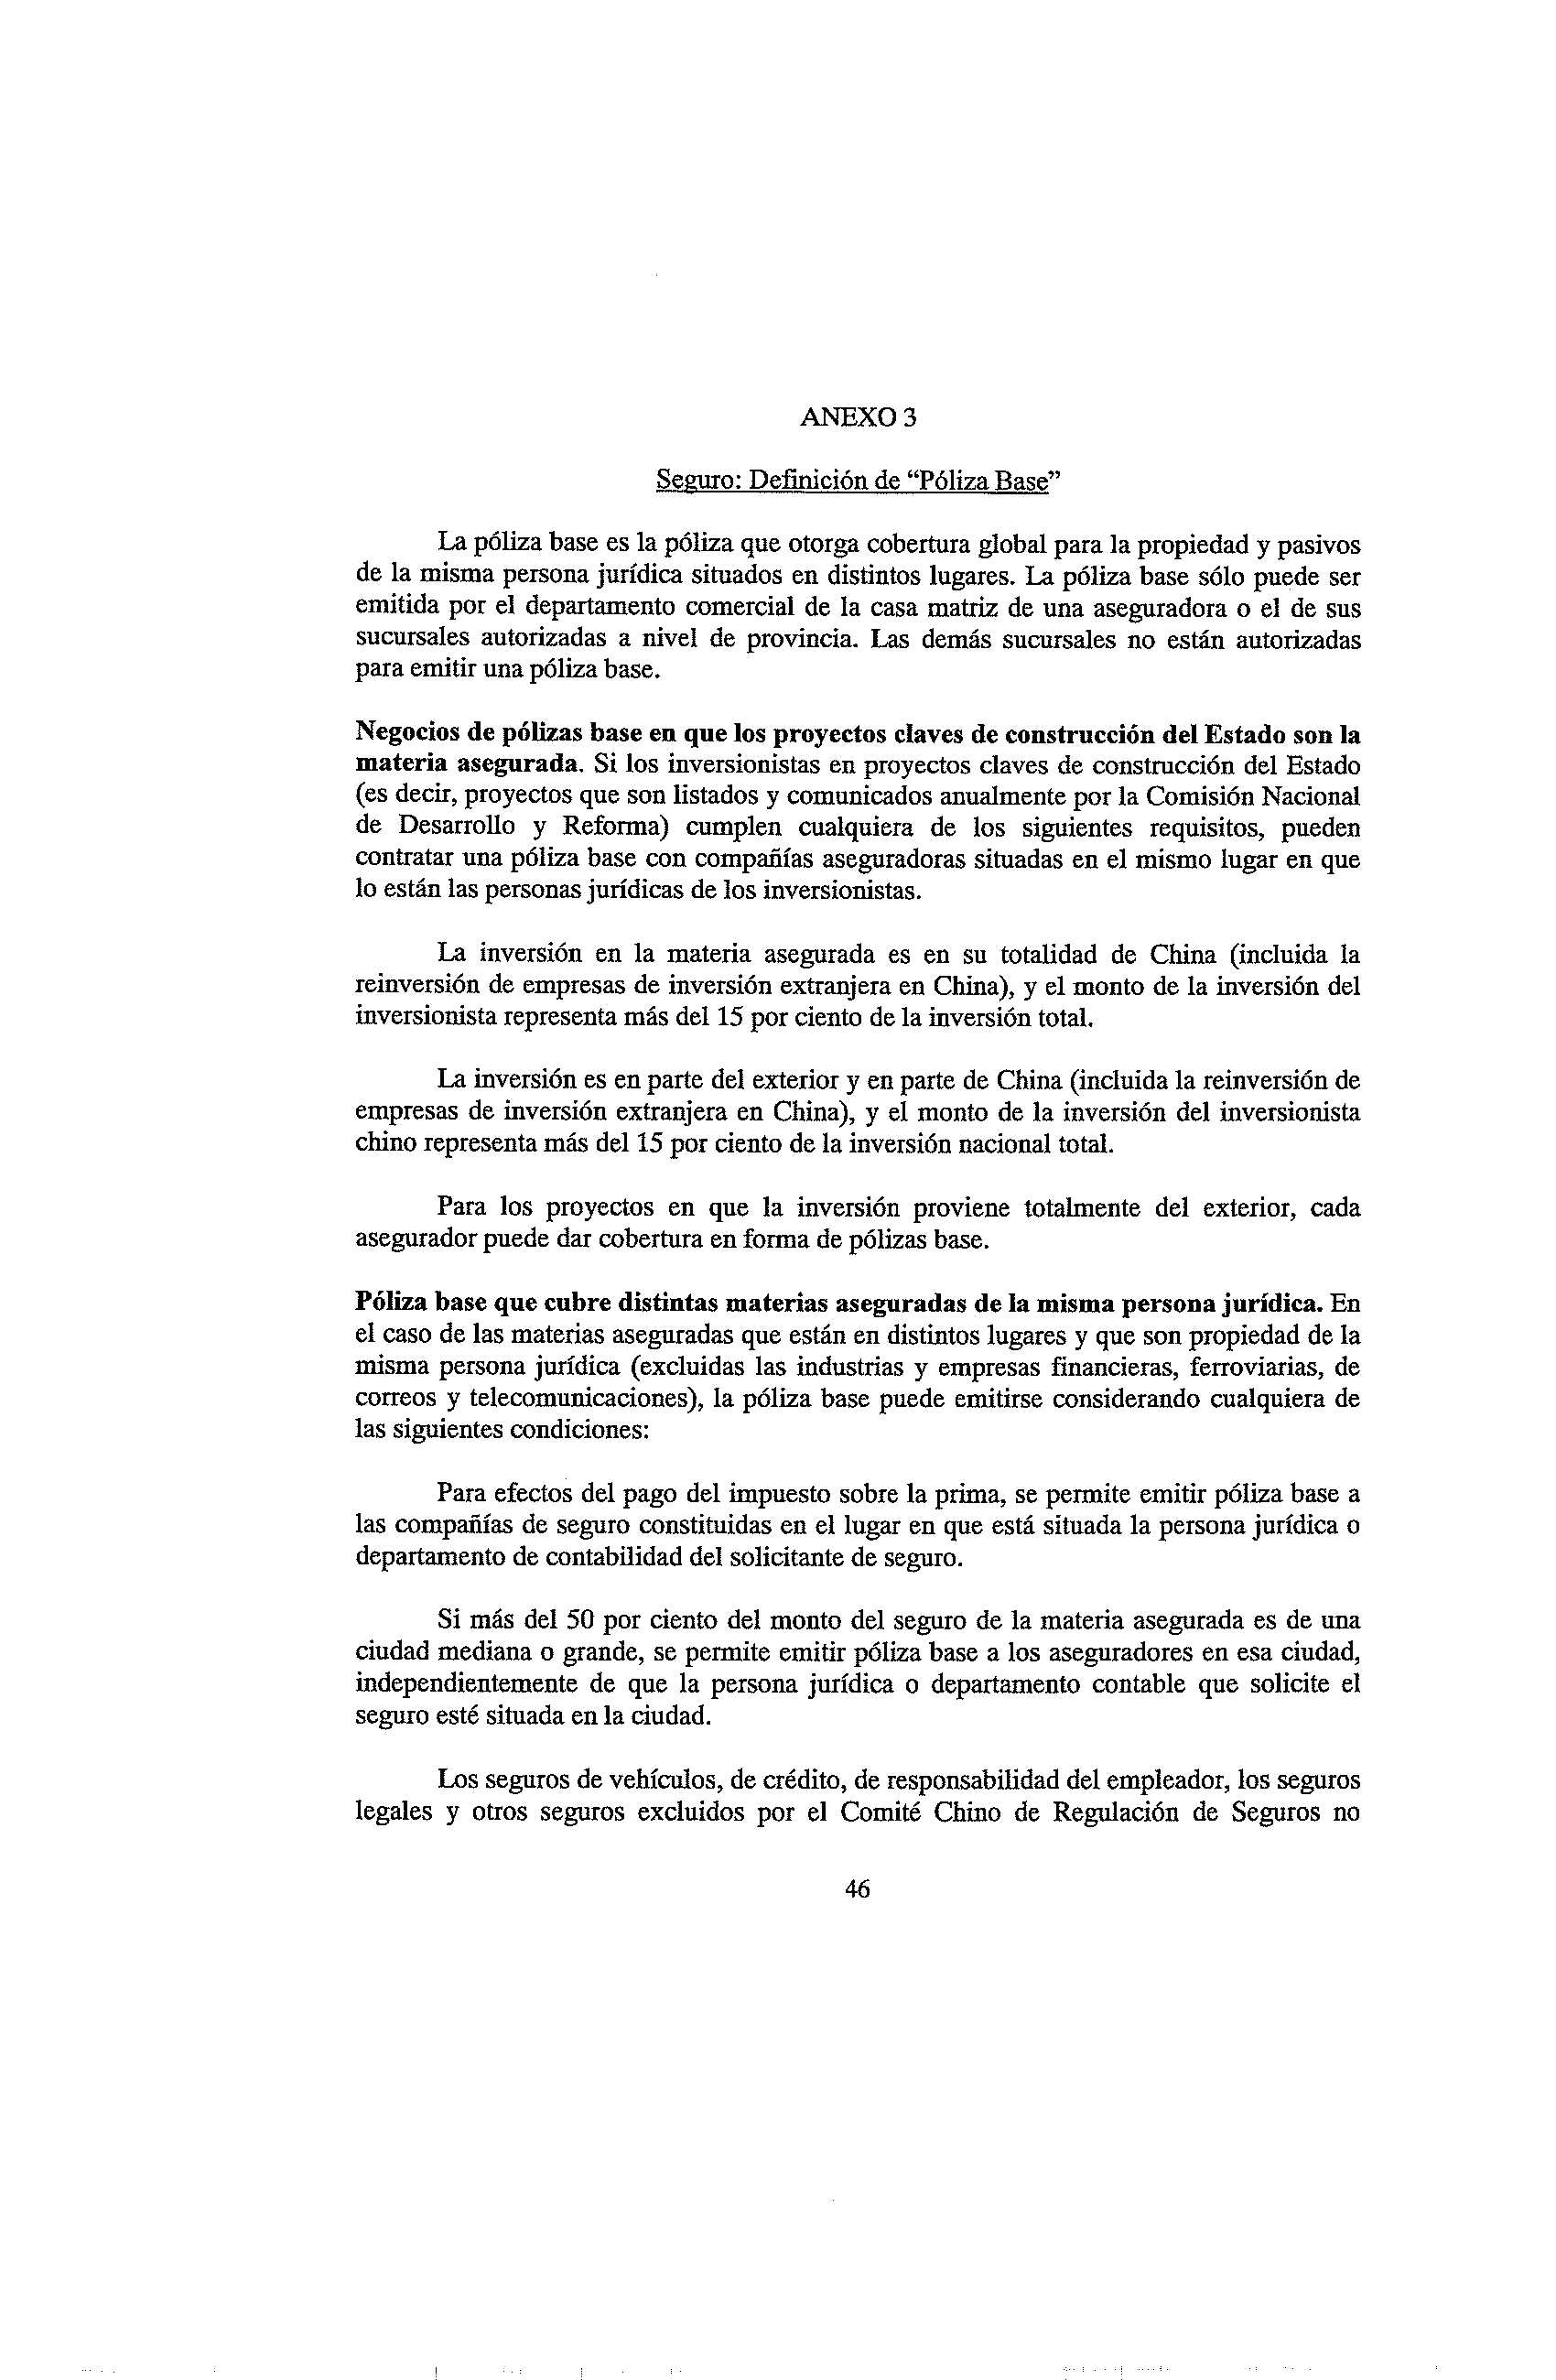 ANEXO 3
Seguro: Definición de “Póliza Base”
La póliza base es la póliza que otorga cobertura global para la propiedad y pasivos
de la misma persona jurídica situados en distintos lugares. La póliza base sólo puede ser
emitida por el departamento comercial de la casa matriz de una aseguradora o el de sus
sucursales autorizadas a nivel de provincia. Las demás sucursales no están autorizadas
para emitir una póliza base.
Negocios de pólizas base en que los proyectos claves de construcción del Estado son la
materia asegurada. Si los inversionistas en proyectos claves de construcción del Estado
(es decir, proyectos que son listados y comunicados anualmente por la Comisión Nacional
de Desarrollo y Reforma) cumplen cualquiera de los siguientes requisitos, pueden
contratar una póliza base con compañías aseguradoras situadas en el mismo lugar en que
lo están las personas jurídicas de los inversionistas.
La inversión en la materia asegurada es en su totalidad de China (incluida la
reinversión de empresas de inversión extranjera en China), y el monto de la inversión del
inversionista representa más del 15 por ciento de la inversión total.
La inversión es en parte del exterior y en parte de China (incluida la reinversión de
empresas de inversión extranjera en China), y el monto de la inversión del inversionista
chino representa más del 15 por ciento de la inversión nacional total.
Para los proyectos en que la inversión proviene totalmente del exterior, cada
asegurador puede dar cobertura en forma de pólizas base.
Póliza base que cubre distintas materias aseguradas de la misma persona jurídica. En
el caso de las materias aseguradas que están en distintos lugares y que son propiedad de la
misma persona jurídica (excluidas las industrias y empresas financieras, ferroviarias, de
correos y telecomunicaciones), la póliza base puede emitirse considerando cualquiera de
las siguientes condiciones:
Para efectos del pago del impuesto sobre la prima, se permite emitir póliza base a
las compañías de seguro constituidas en el lugar en que está situada la persona jurídica o
departamento de contabilidad del solicitante de seguro.
Si más del 50 por ciento del monto del seguro de la materia asegurada es de una
ciudad mediana o grande, se permite emitir póliza base a los aseguradores en esa ciudad,
independientemente de que la persona jurídica o departamento contable que solicite el
seguro esté situada en la ciudad.
Los seguros de vehículos, de crédito, de responsabilidad del empleador, los seguros
legales y otros seguros excluidos por el Comité Chino de Regulación de Seguros no
46